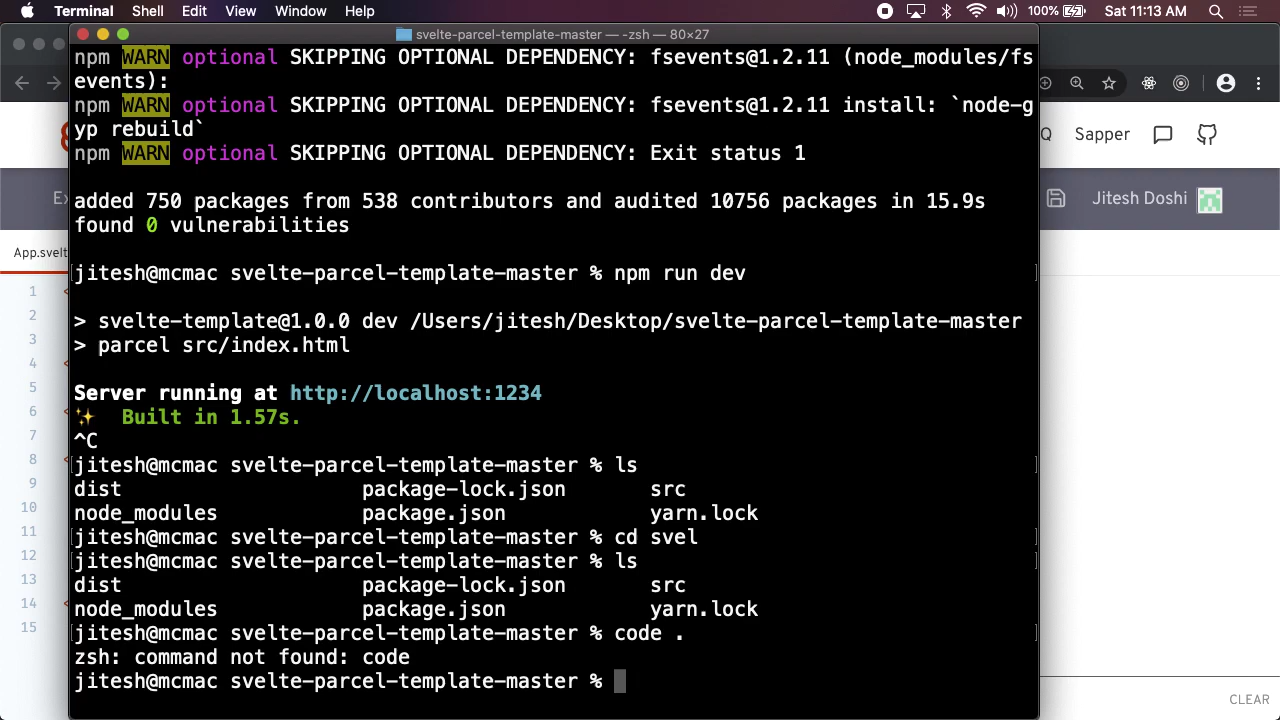 Terminal Shell Edit View Window Help 100% Sat 11:13 AM
svelte-parcel-template-master — -zsh — 80×27
npm WARN optional SKIPPING OPTIONAL DEPENDENCY: fsevents@1.2.11 (node_modules/fs
events):
npm WARN optional SKIPPING OPTIONAL DEPENDENCY: fsevents@1.2.11 install: `node-g
yp rebuild`
npm WARN optional SKIPPING OPTIONAL DEPENDENCY: Exit status 1
added 750 packages from 538 contributors and audited 10756 packages in 15.9s
found 0 vulnerabilities
jitesh@mcmac svelte-parcel-template-master % npm run dev
> svelte-template@1.0.0 dev /Users/jitesh/Desktop/svelte-parcel-template-master
> parcel src/index.html
Server running at http://localhost:1234
✨ Built in 1.57s.
^C
jitesh@mcmac svelte-parcel-template-master % ls
dist package-lock.json src
node_modules package.json yarn.lock
jitesh@mcmac svelte-parcel-template-master % cd svel
jitesh@mcmac svelte-parcel-template-master % ls
dist package-lock.json src
node_modules package.json yarn.lock
jitesh@mcmac svelte-parcel-template-master % code .
zsh: command not found: code
jitesh@mcmac svelte-parcel-template-master %
Q Sapper
Jitesh Doshi
App.svelt
1
2
3
4
5
6
7
8
9
10
11
12
13
14
15
CLEAR